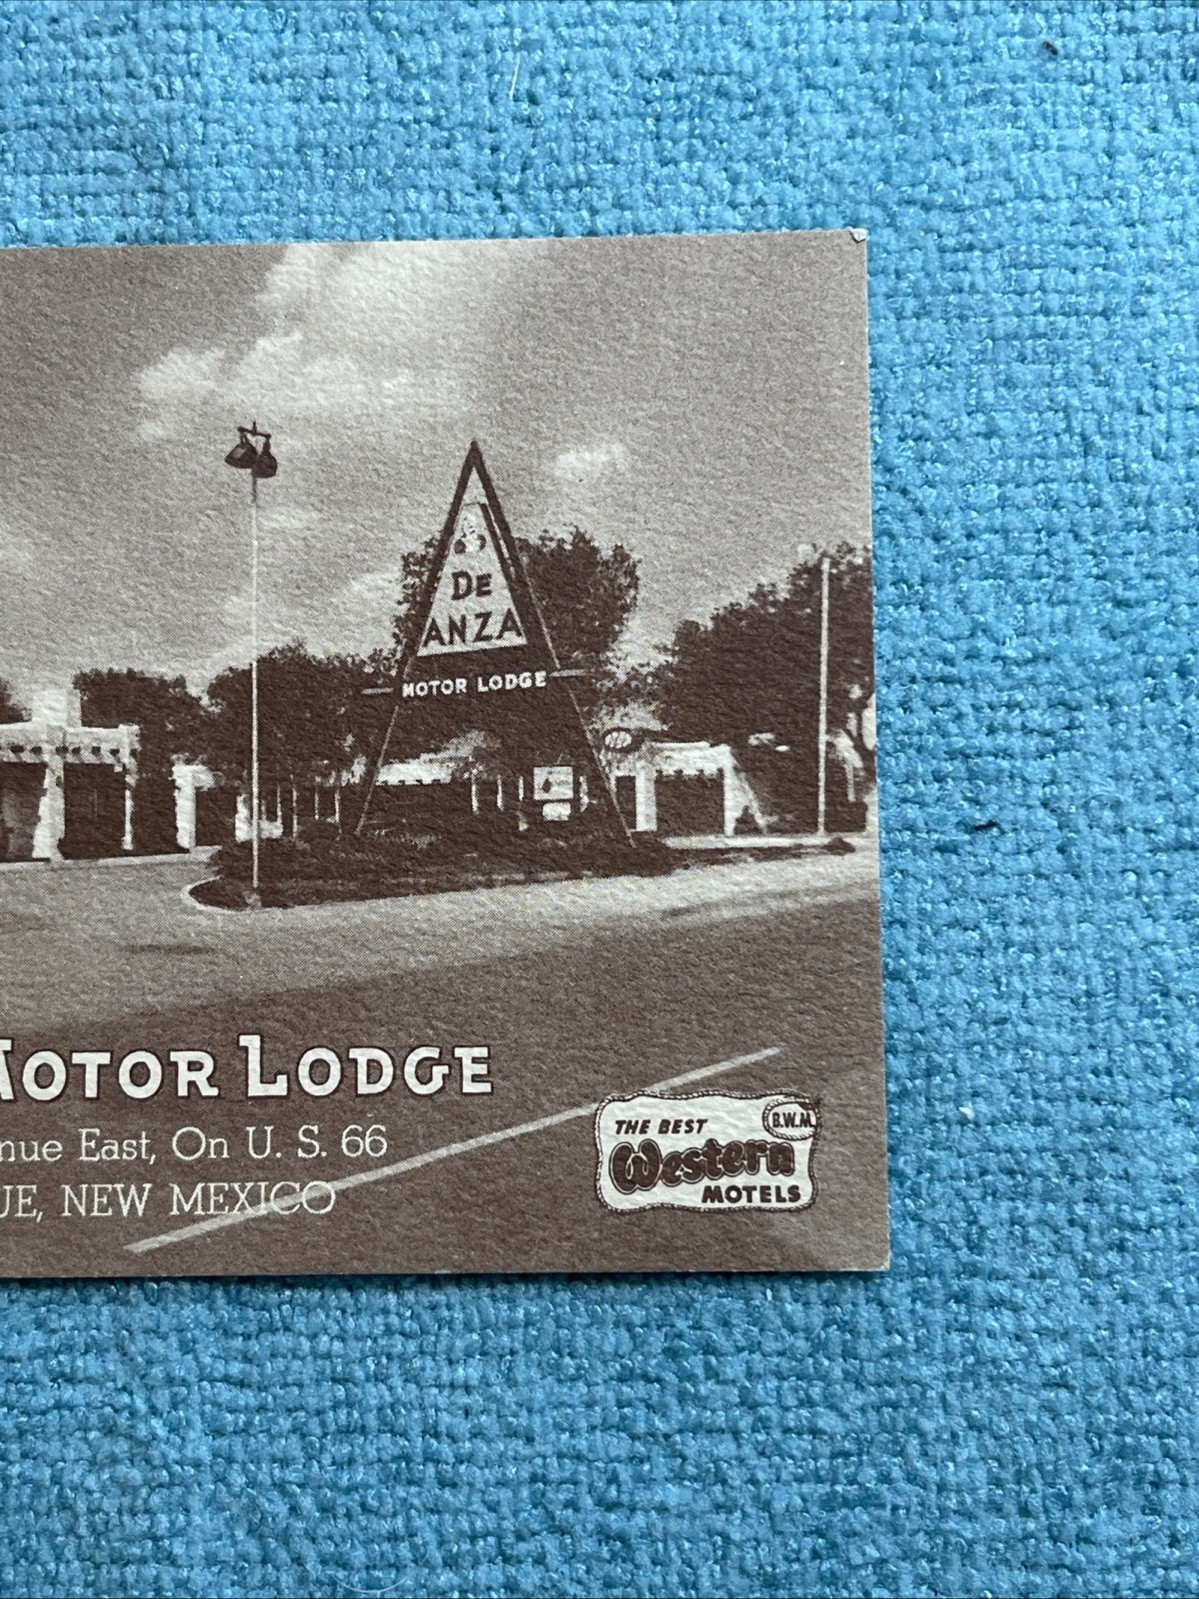 DE
ANZA
MOTOR LODGE
MOTOR LODGE
nue East, On U. S. 66
UE, NEW MEXICO
THE BEST
B.W.M.
Western
MOTELS